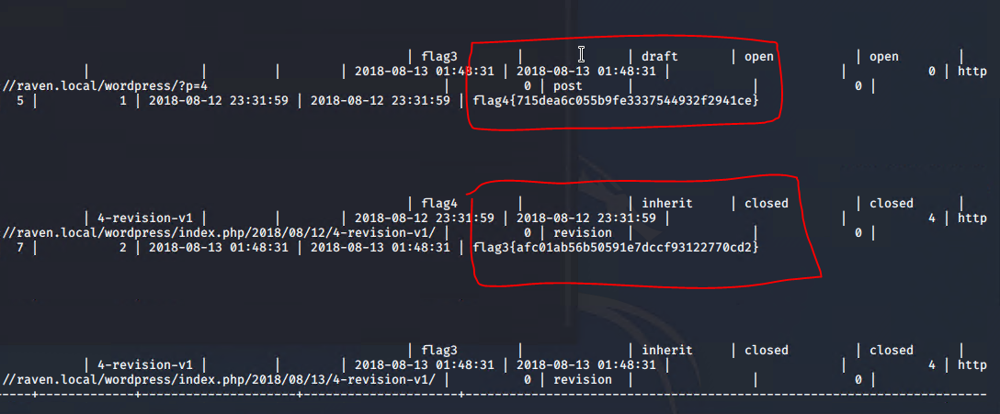 | flag3 | | draft | open | open |
| | | | 2018-08-13 01:48:31 | 2018-08-13 01:48:31 | | 0 | http
//raven.local/wordpress/?p=4 | 0 | post | | 0 |
5 | 1 | 2018-08-12 23:31:59 | 2018-08-12 23:31:59 | flag4{715dea6c055b9fe3337544932f2941ce}
| flag4 | | inherit | closed | closed |
| 4-revision-v1 | | | 2018-08-12 23:31:59 | 2018-08-12 23:31:59 | | 4 | http
//raven.local/wordpress/index.php/2018/08/12/4-revision-v1/ | 0 | revision | | 0 |
7 | 2 | 2018-08-13 01:48:31 | 2018-08-13 01:48:31 | flag3{afc01ab56b50591e7dccf93122770cd2}
| flag3 | | inherit | closed | closed |
| 4-revision-v1 | | | 2018-08-13 01:48:31 | 2018-08-13 01:48:31 | | 4 | http
//raven.local/wordpress/index.php/2018/08/13/4-revision-v1/ | 0 | revision | | 0 |